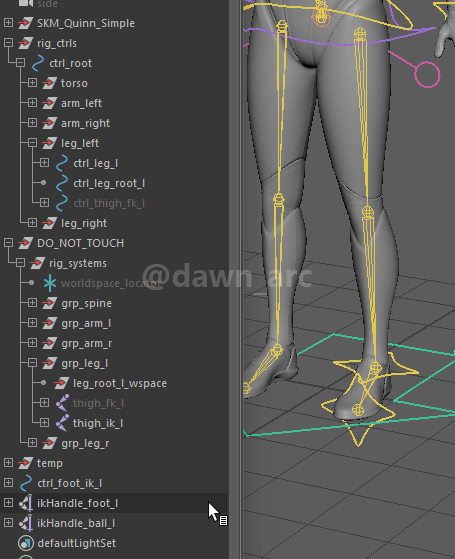 side
SKM_Quinn_Simple
rig_ctrls
ctrl_root
torso
arm_left
arm_right
leg_left
ctrl_leg_l
ctrl_leg_root_l
ctrl_thigh_fk_l
leg_right
DO_NOT_TOUCH
rig_systems
worldspace_locator
@dawn_arc
grp_spine
grp_arm_l
grp_arm_r
grp_leg_l
leg_root_l_wspace
thigh_fk_l
thigh_ik_l
grp_leg_r
temp
ctrl_foot_ik_l
ikHandle_foot_l
ikHandle_ball_l
defaultLightSet